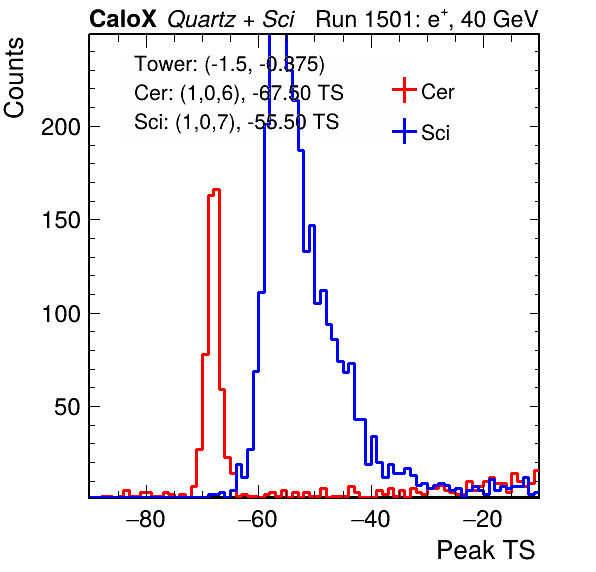 CaloX Quartz + Sci Run 1501: e⁺, 40 GeV
Counts
Tower: (-1.5, -0.375)
Cer: (1,0,6), -67.50 TS
Sci: (1,0,7), -55.50 TS
Cer
Sci
200
150
100
50
−80 −60 −40 −20
Peak TS